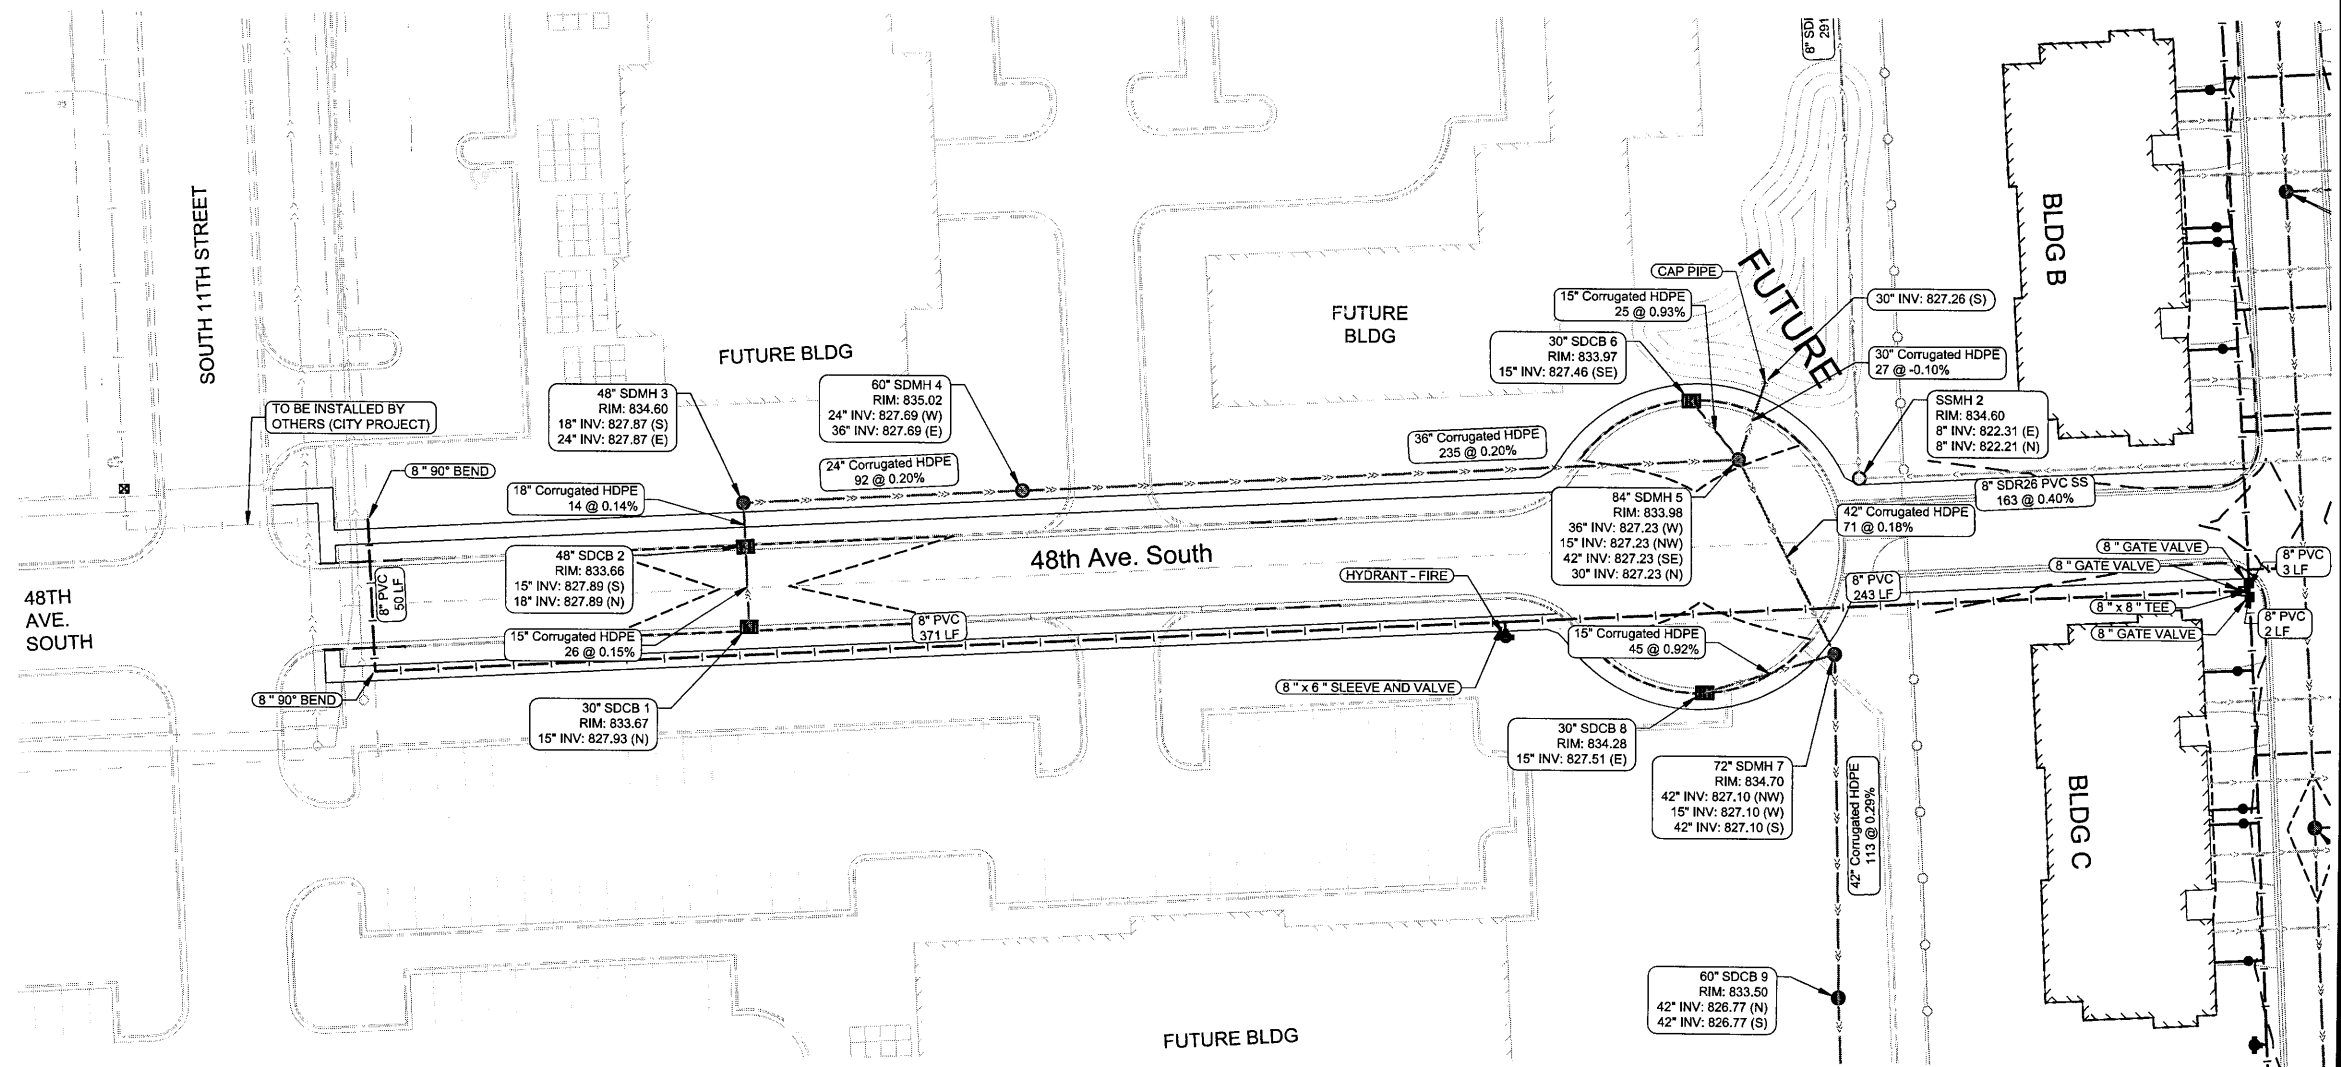 8" SDR
291
SOUTH 11TH STREET
BLDG B
FUTURE
CAP PIPE
15" Corrugated HDPE
25 @ 0.93%
30" INV: 827.26 (S)
FUTURE
BLDG
30" SDCB 6
RIM: 833.97
15" INV: 827.46 (SE)
30" Corrugated HDPE
27 @ -0.10%
FUTURE BLDG
48" SDMH 3
RIM: 834.60
18" INV: 827.87 (S)
24" INV: 827.87 (E)
60" SDMH 4
RIM: 835.02
24" INV: 827.69 (W)
36" INV: 827.69 (E)
SSMH 2
RIM: 834.60
8" INV: 822.31 (E)
8" INV: 822.21 (N)
TO BE INSTALLED BY
OTHERS (CITY PROJECT)
36" Corrugated HDPE
235 @ 0.20%
8 " 90° BEND
24" Corrugated HDPE
92 @ 0.20%
18" Corrugated HDPE
14 @ 0.14%
8" SDR26 PVC SS
163 @ 0.40%
84" SDMH 5
RIM: 833.98
36" INV: 827.23 (W)
15" INV: 827.23 (NW)
42" INV: 827.23 (SE)
30" INV: 827.23 (N)
42" Corrugated HDPE
71 @ 0.18%
48" SDCB 2
RIM: 833.66
15" INV: 827.89 (S)
18" INV: 827.89 (N)
48th Ave. South
8 " GATE VALVE
8 " GATE VALVE
8" PVC
3 LF
HYDRANT - FIRE
8" PVC
50 LF
8" PVC
243 LF
48TH
AVE.
SOUTH
8 " x 8 " TEE
8 " GATE VALVE
8" PVC
2 LF
8" PVC
371 LF
15" Corrugated HDPE
26 @ 0.15%
15" Corrugated HDPE
45 @ 0.92%
8 " 90° BEND
8 " x 6 " SLEEVE AND VALVE
30" SDCB 1
RIM: 833.67
15" INV: 827.93 (N)
30" SDCB 8
RIM: 834.28
15" INV: 827.51 (E)
72" SDMH 7
RIM: 834.70
42" INV: 827.10 (NW)
15" INV: 827.10 (W)
42" INV: 827.10 (S)
42" Corrugated HDPE
113 @ 0.29%
BLDG C
60" SDCB 9
RIM: 833.50
42" INV: 826.77 (N)
42" INV: 826.77 (S)
FUTURE BLDG